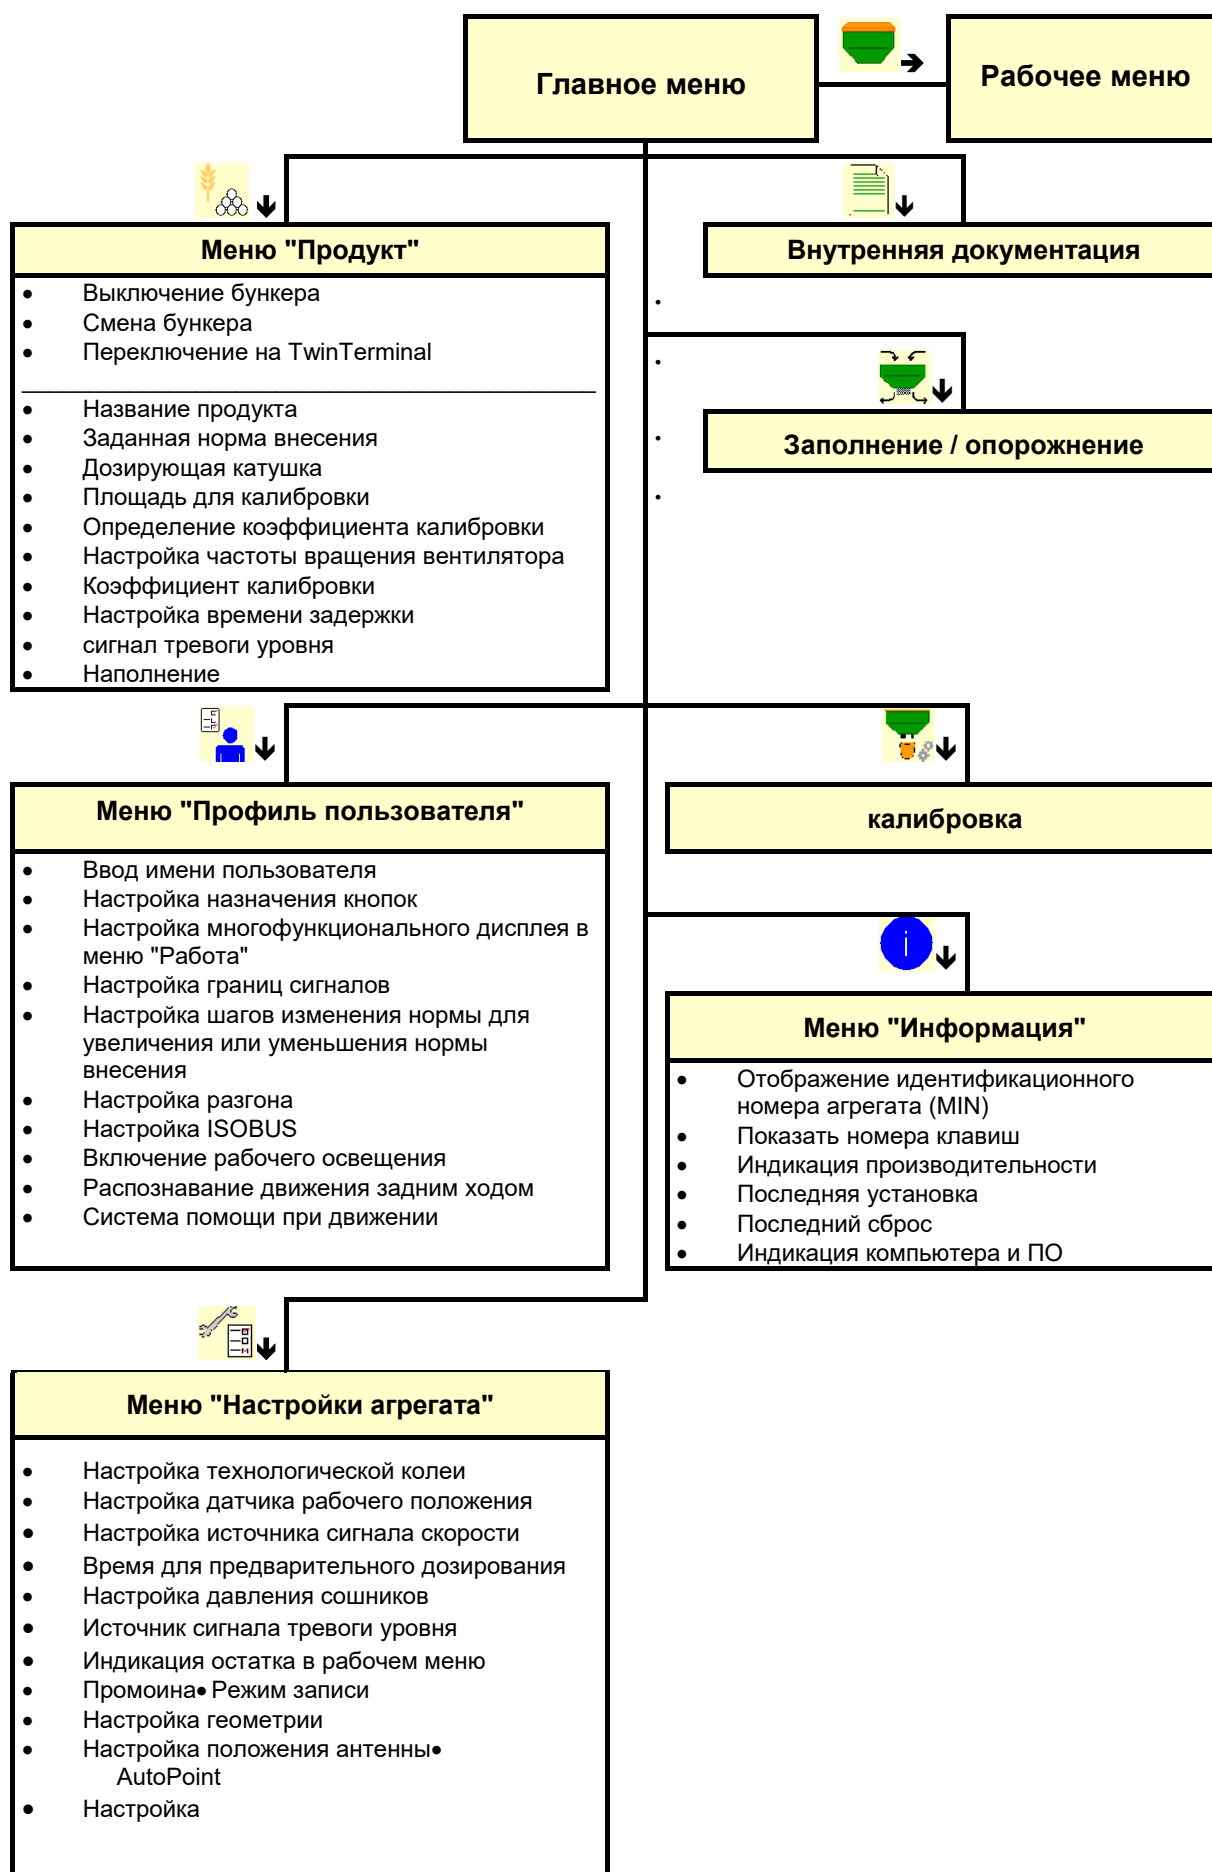 Главное меню
Рабочее меню
Меню "Продукт"
• Выключение бункера
• Смена бункера
• Переключение на TwinTerminal
• Название продукта
• Заданная норма внесения
• Дозирующая катушка
• Площадь для калибровки
• Определение коэффициента калибровки
• Настройка частоты вращения вентилятора
• Коэффициент калибровки
• Настройка времени задержки
• сигнал тревоги уровня
• Наполнение
Внутренняя документация
Заполнение / опорожнение
Меню "Профиль пользователя"
• Ввод имени пользователя
• Настройка назначения кнопок
• Настройка многофункционального дисплея в
меню "Работа"
• Настройка границ сигналов
• Настройка шагов изменения нормы для
увеличения или уменьшения нормы
внесения
• Настройка разгона
• Настройка ISOBUS
• Включение рабочего освещения
• Распознавание движения задним ходом
• Система помощи при движении
калибровка
Меню "Информация"
• Отображение идентификационного
номера агрегата (MIN)
• Показать номера клавиш
• Индикация производительности
• Последняя установка
• Последний сброс
• Индикация компьютера и ПО
Меню "Настройки агрегата"
• Настройка технологической колеи
• Настройка датчика рабочего положения
• Настройка источника сигнала скорости
• Время для предварительного дозирования
• Настройка давления сошников
• Источник сигнала тревоги уровня
• Индикация остатка в рабочем меню
• Промоина• Режим записи
• Настройка геометрии
• Настройка положения антенны•
AutoPoint
• Настройка